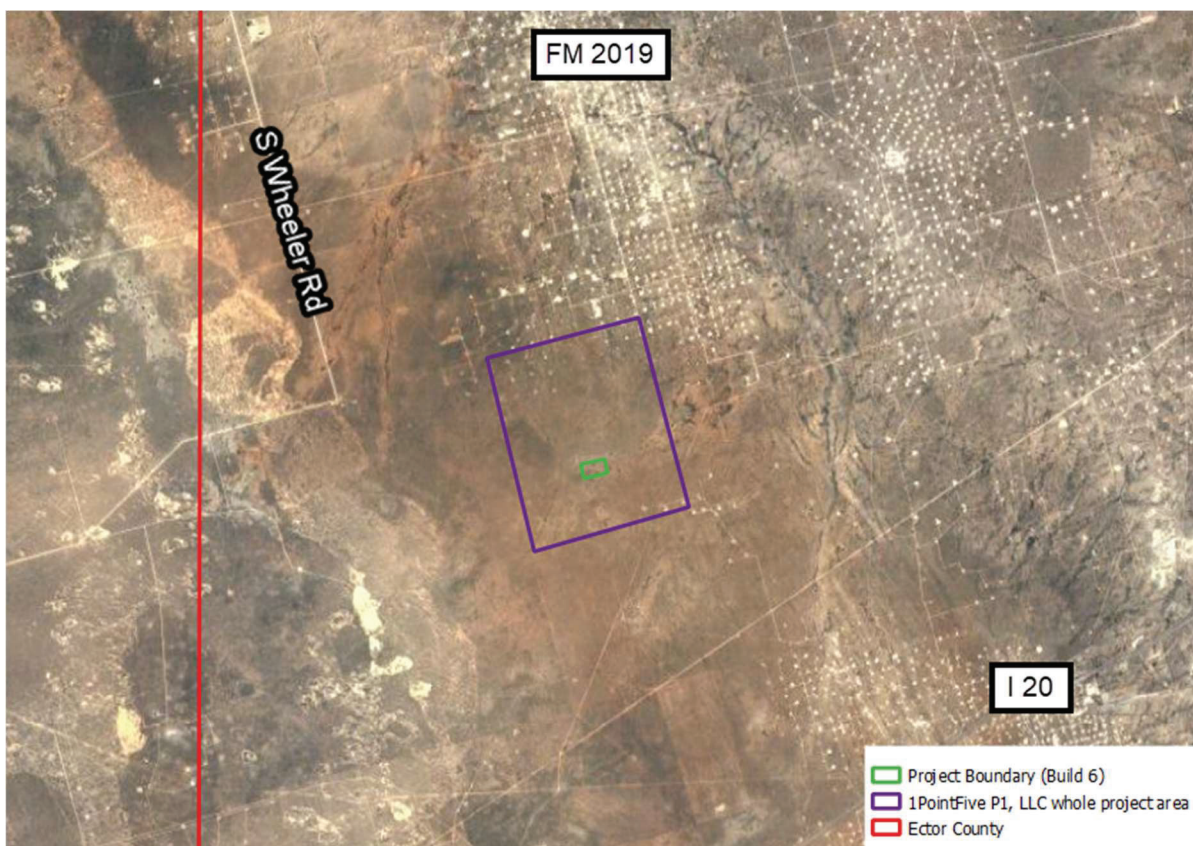 FM 2019
S Wheeler Rd
I 20
Project Boundary (Build 6)
1PointFive P1, LLC whole project area
Ector County